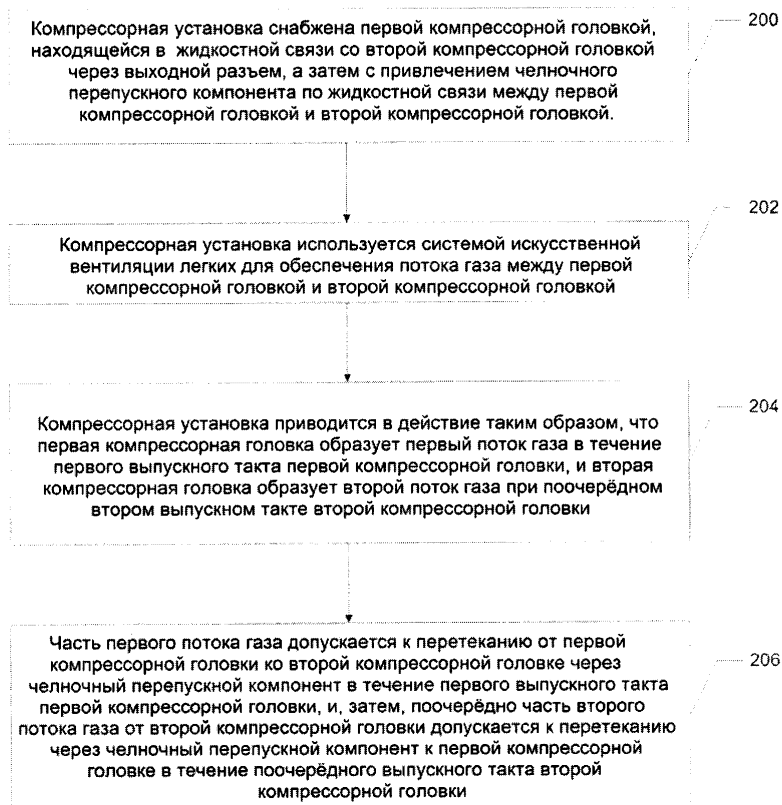 Компрессорная установка снабжена первой компрессорной головкой,
находящейся в жидкостной связи со второй компрессорной головкой
через выходной разъем, а затем с привлечением челночного
перепускного компонента по жидкостной связи между первой
компрессорной головкой и второй компрессорной головкой.
200
Компрессорная установка используется системой искусственной
вентиляции легких для обеспечения потока газа между первой
компрессорной головкой и второй компрессорной головкой
202
Компрессорная установка приводится в действие таким образом, что
первая компрессорная головка образует первый поток газа в течение
первого выпускного такта первой компрессорной головки, и вторая
компрессорная головка образует второй поток газа при поочерёдном
втором выпускном такте второй компрессорной головки
204
Часть первого потока газа допускается к перетеканию от первой
компрессорной головки ко второй компрессорной головке через
челночный перепускной компонент в течение первого выпускного такта
первой компрессорной головки, и, затем, поочерёдно часть второго
потока газа от второй компрессорной головки допускается к перетеканию
через челночный перепускной компонент к первой компрессорной
головке в течение поочерёдного выпускного такта второй
компрессорной головки
206